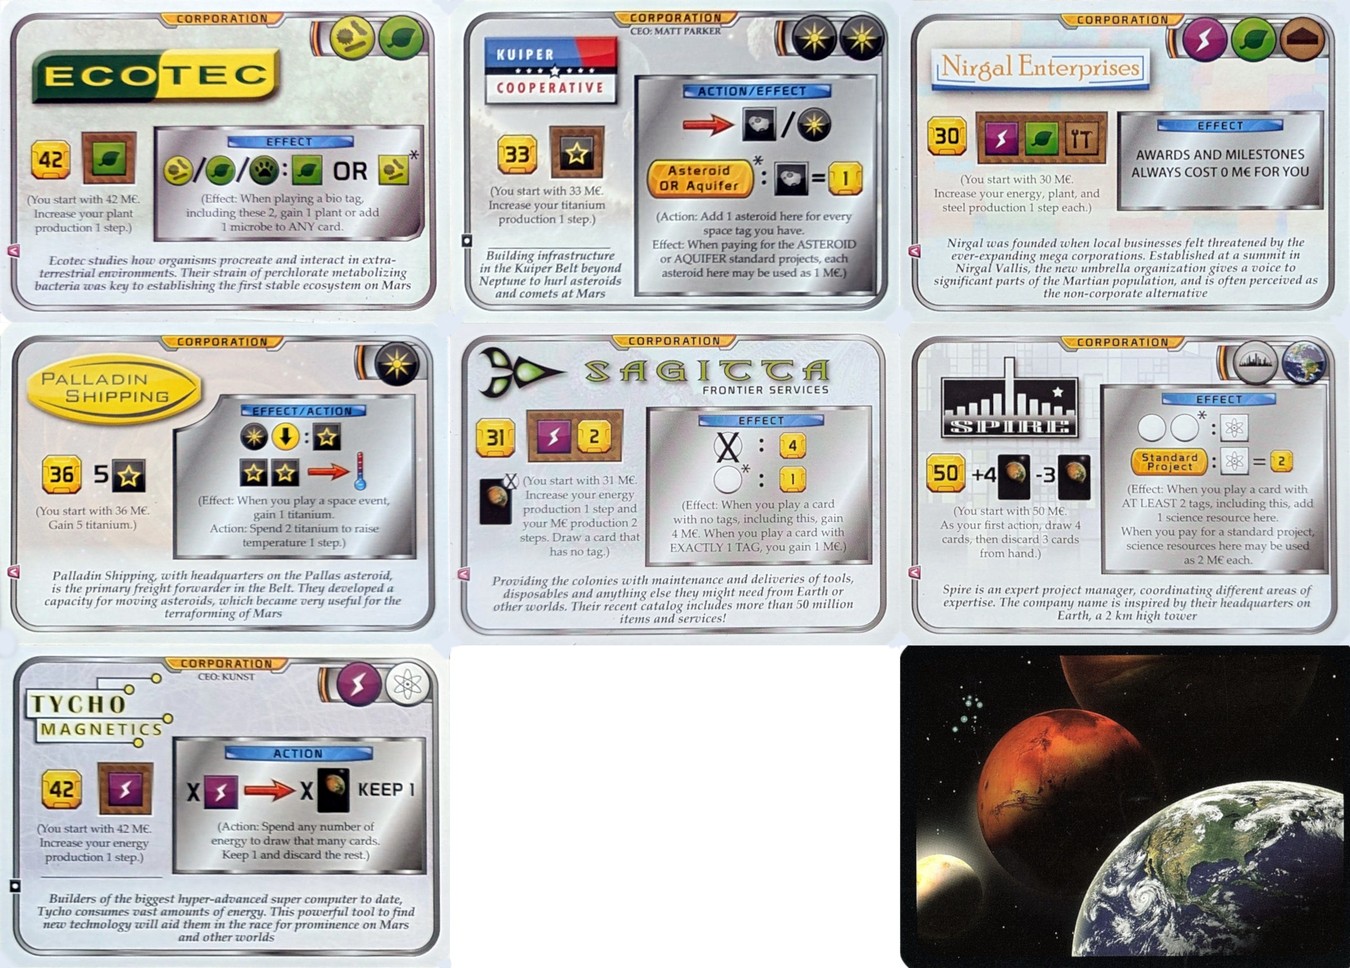 CORPORATION
ECOTEC
42
(You start with 42 M€.
Increase your plant
production 1 step.)
EFFECT
/ / : OR *
(Effect: When playing a bio tag,
including these 2, gain 1 plant or add
1 microbe to ANY card.
Ecotec studies how organisms procreate and interact in extra-
terrestrial environments. Their strain of perchlorate metabolizing
bacteria was key to establishing the first stable ecosystem on Mars
CORPORATION
CEO: MATT PARKER
KUIPER
COOPERATIVE
33
(You start with 33 M€.
Increase your titanium
production 1 step.)
Building infrastructure
in the Kuiper Belt beyond
Neptune to hurl asteroids
and comets at Mars
ACTION/EFFECT
/
Asteroid
OR Aquifer * : = 1
(Action: Add 1 asteroid here for every
space tag you have.
Effect: When paying for the ASTEROID
or AQUIFER standard projects, each
asteroid here may be used as 1 M€.)
CORPORATION
Nirgal Enterprises
30
(You start with 30 M€.
Increase your energy, plant, and
steel production 1 step each.)
EFFECT
AWARDS AND MILESTONES
ALWAYS COST 0 M€ FOR YOU
Nirgal was founded when local businesses felt threatened by the
ever-expanding mega corporations. Established at a summit in
Nirgal Vallis, the new umbrella organization gives a voice to
significant parts of the Martian population, and is often perceived as
the non-corporate alternative
CORPORATION
PALLADIN
SHIPPING
36 5
(You start with 36 M€.
Gain 5 titanium.)
EFFECT/ACTION
:
(Effect: When you play a space event,
gain 1 titanium.
Action: Spend 2 titanium to raise
temperature 1 step.)
Palladin Shipping, with headquarters on the Pallas asteroid,
is the primary freight forwarder in the Belt. They developed a
capacity for moving asteroids, which became very useful for the
terraforming of Mars
CORPORATION
SAGITTA
FRONTIER SERVICES
31 2
X
(You start with 31 M€.
Increase your energy
production 1 step and
your M€ production 2
steps. Draw a card that
has no tag.)
EFFECT
X : 4
* : 1
(Effect: When you play a card
with no tags, including this, gain
4 M€. When you play a card with
EXACTLY 1 TAG, you gain 1 M€.)
Providing the colonies with maintenance and deliveries of tools,
disposables and anything else they might need from Earth or
other worlds. Their recent catalog includes more than 50 million
items and services!
CORPORATION
SPIRE
50 +4 -3
(You start with 50 M€.
As your first action, draw 4
cards, then discard 3 cards
from hand.)
EFFECT
* :
Standard
Project : = 2
(Effect: When you play a card with
AT LEAST 2 tags, including this, add
1 science resource here.
When you pay for a standard project,
science resources here may be used
as 2 M€ each.
Spire is an expert project manager, coordinating different areas of
expertise. The company name is inspired by their headquarters on
Earth, a 2 km high tower
CORPORATION
CEO: KUNST
TYCHO
MAGNETICS
42
(You start with 42 M€.
Increase your energy
production 1 step.)
ACTION
X X KEEP 1
(Action: Spend any number of
energy to draw that many cards.
Keep 1 and discard the rest.)
Builders of the biggest hyper-advanced super computer to date,
Tycho consumes vast amounts of energy. This powerful tool to find
new technology will aid them in the race for prominence on Mars
and other worlds